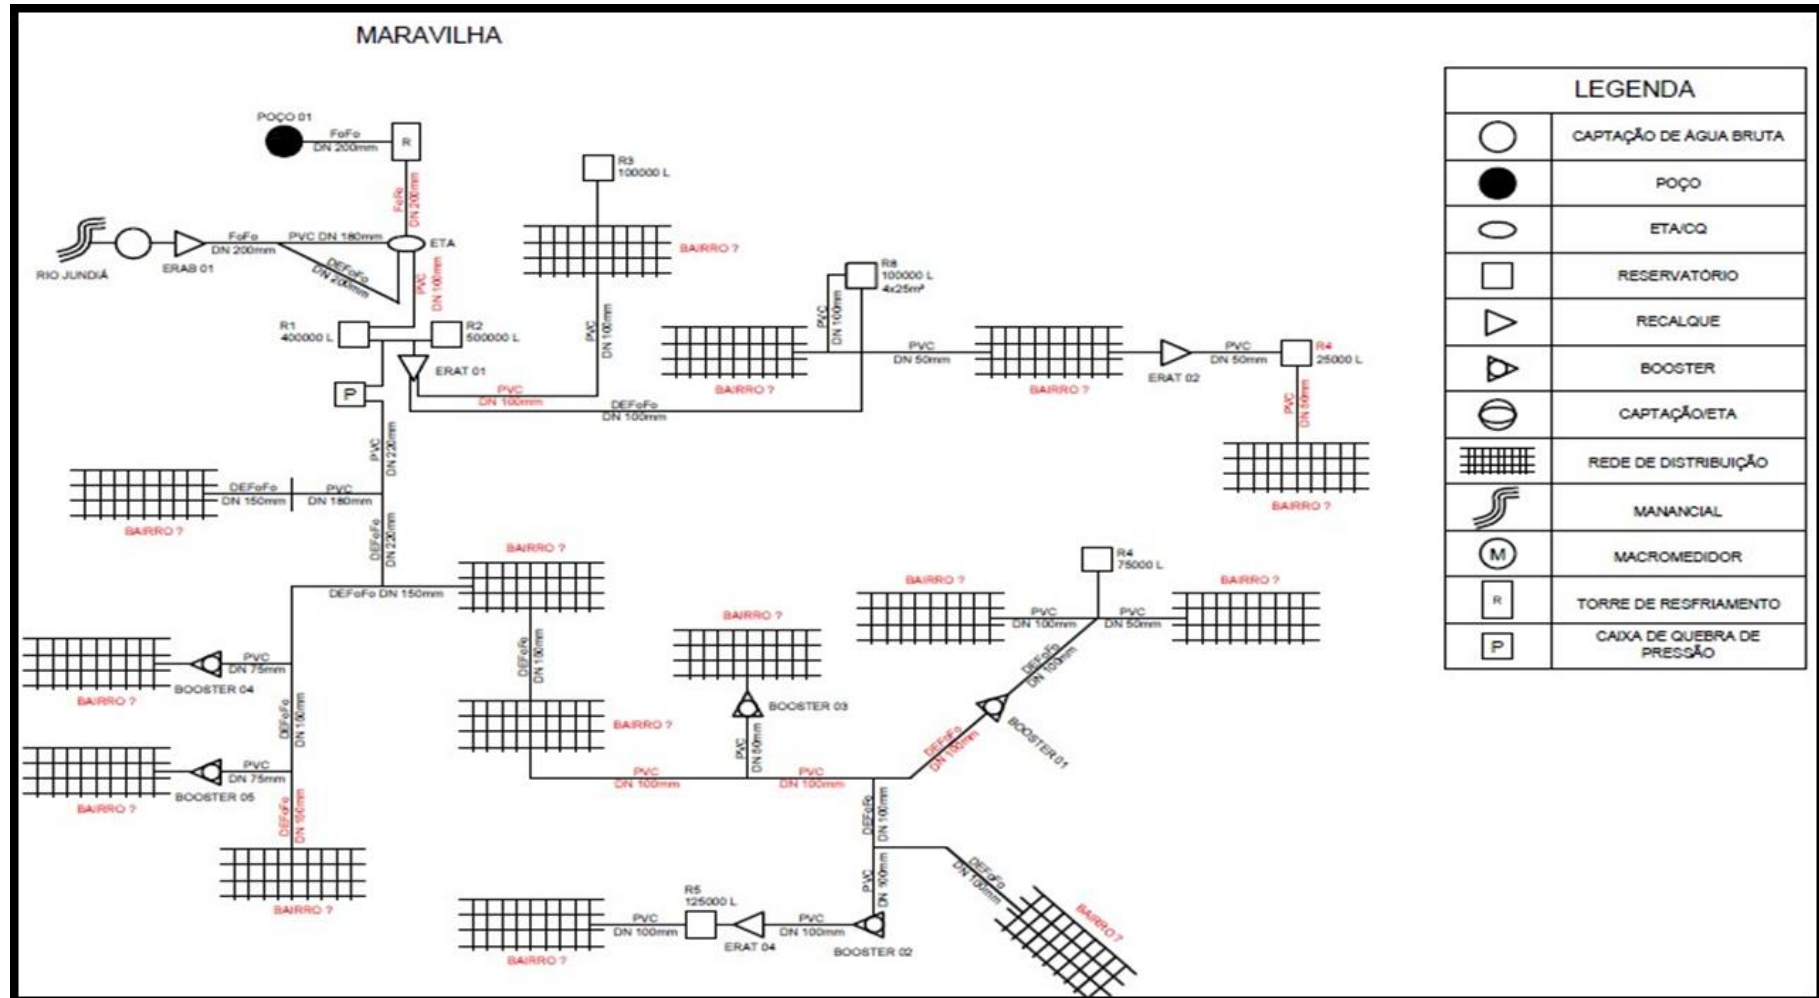 MARAVILHA
POÇO 01
FoFo
DN 200mm
R
FoFo
DN 200mm
RIO JUNDIÁ
ERAB 01
FoFo
DN 200mm
PVC DN 180mm
DEFoFo
DN 200mm
ETA
PVC
DN 100mm
R1
400000 L
R2
500000 L
ERAT 01
P
R3
100000 L
BAIRRO ?
PVC
DN 100mm
PVC
DN 100mm
DEFoFo
DN 100mm
R8
100000 L
4x25m³
PVC
DN 100mm
BAIRRO ?
PVC
DN 50mm
BAIRRO ?
ERAT 02
PVC
DN 50mm
R4
25000 L
PVC
DN 50mm
BAIRRO ?
PVC
DN 220mm
BAIRRO ?
DEFoFo
DN 150mm
PVC
DN 180mm
DEFoFo
DN 220mm
DEFoFo DN 150mm
BAIRRO ?
BAIRRO ?
BOOSTER 04
PVC
DN 75mm
DEFoFo
DN 150mm
BAIRRO ?
BOOSTER 05
PVC
DN 75mm
DEFoFo
DN 150mm
BAIRRO ?
DEFoFo
DN 150mm
BAIRRO ?
PVC
DN 100mm
BAIRRO ?
BOOSTER 03
PVC
DN 50mm
PVC
DN 100mm
DEFoFo
DN 100mm
BOOSTER 01
DEFoFo
DN 100mm
R4
75000 L
BAIRRO ?
PVC
DN 100mm
PVC
DN 50mm
BAIRRO ?
DEFoFo
DN 100mm
PVC
DN 100mm
DEFoFo
DN 100mm
BAIRRO ?
BOOSTER 02
PVC
DN 100mm
ERAT 04
R5
125000 L
PVC
DN 100mm
BAIRRO ?
LEGENDA
CAPTAÇÃO DE ÁGUA BRUTA
POÇO
ETA/CQ
RESERVATÓRIO
RECALQUE
BOOSTER
CAPTAÇÃO/ETA
REDE DE DISTRIBUIÇÃO
MANANCIAL
M
MACROMEDIDOR
R
TORRE DE RESFRIAMENTO
P
CAIXA DE QUEBRA DE
PRESSÃO